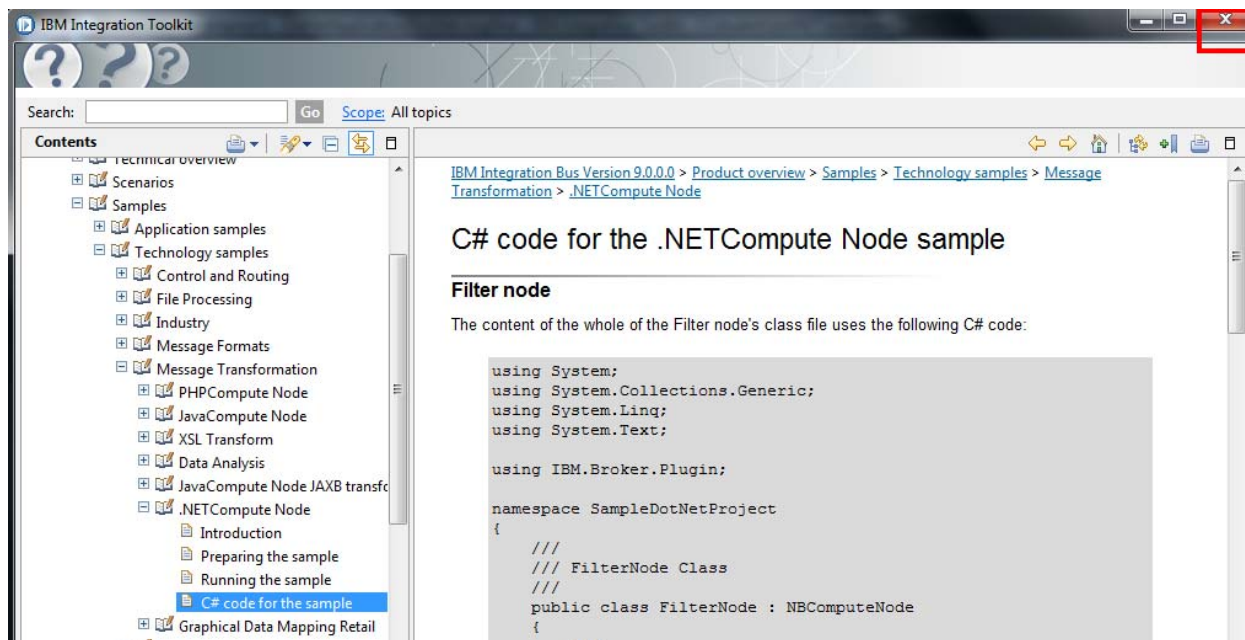 IBM Integration Toolkit
Search:
Go
Scope: All topics
Contents
Technical overview
Scenarios
Samples
Application samples
Technology samples
Control and Routing
File Processing
Industry
Message Formats
Message Transformation
PHPCompute Node
JavaCompute Node
XSL Transform
Data Analysis
JavaCompute Node JAXB transfo
.NETCompute Node
Introduction
Preparing the sample
Running the sample
C# code for the sample
Graphical Data Mapping Retail
IBM Integration Bus Version 9.0.0.0 > Product overview > Samples > Technology samples > Message
Transformation > .NETCompute Node
C# code for the .NETCompute Node sample
Filter node
The content of the whole of the Filter node's class file uses the following C# code:
using System;
using System.Collections.Generic;
using System.Linq;
using System.Text;
using IBM.Broker.Plugin;
namespace SampleDotNetProject
{
///
/// FilterNode Class
///
public class FilterNode : NBComputeNode
{